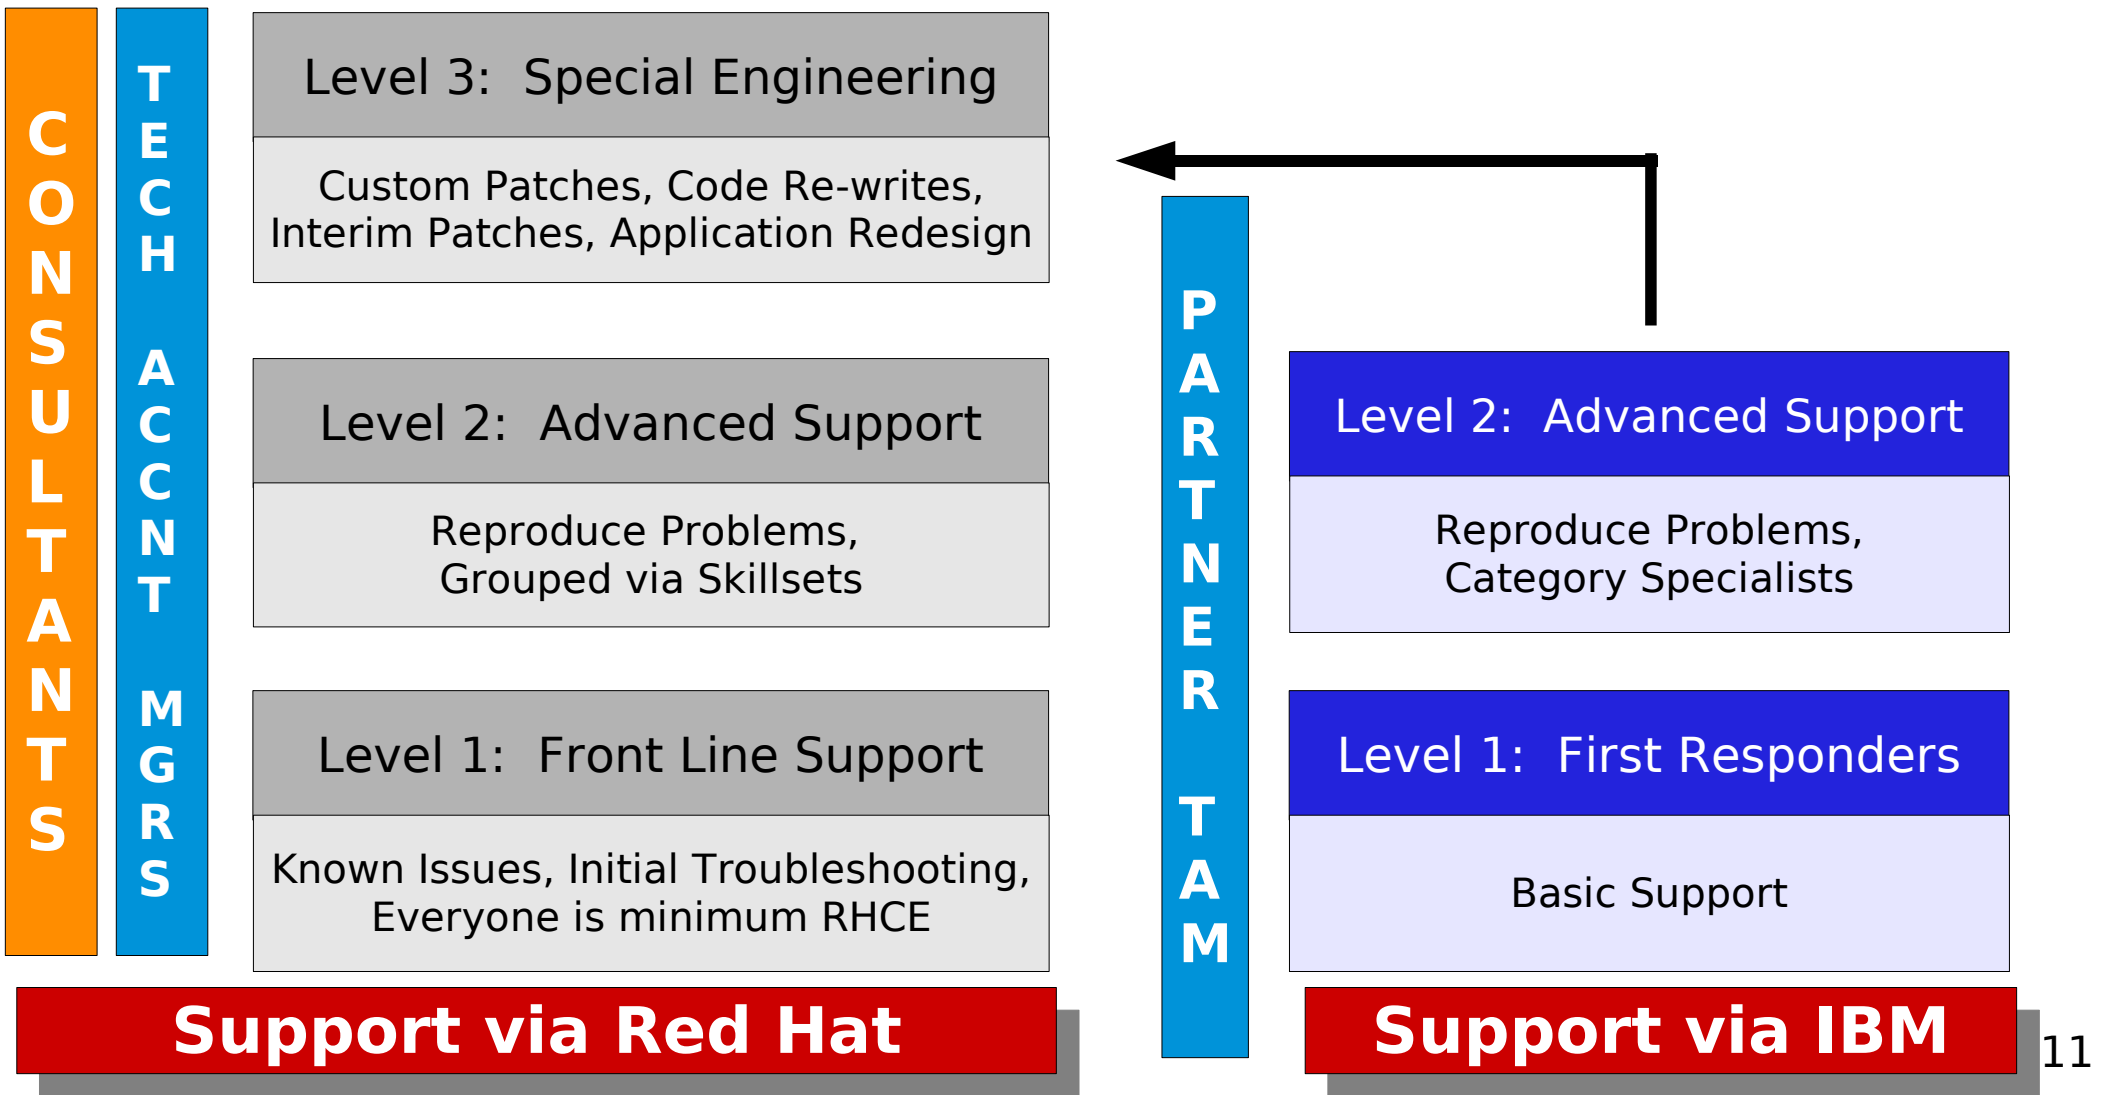 CONSULTANTS
TECH ACCNT MGRS
Level 3:  Special Engineering
Custom Patches, Code Re-writes,
Interim Patches, Application Redesign
Level 2:  Advanced Support
Reproduce Problems,
Grouped via Skillsets
Level 1:  Front Line Support
Known Issues, Initial Troubleshooting,
Everyone is minimum RHCE
Support via Red Hat
PARTNER TAM
Level 2:  Advanced Support
Reproduce Problems,
Category Specialists
Level 1:  First Responders
Basic Support
Support via IBM
11